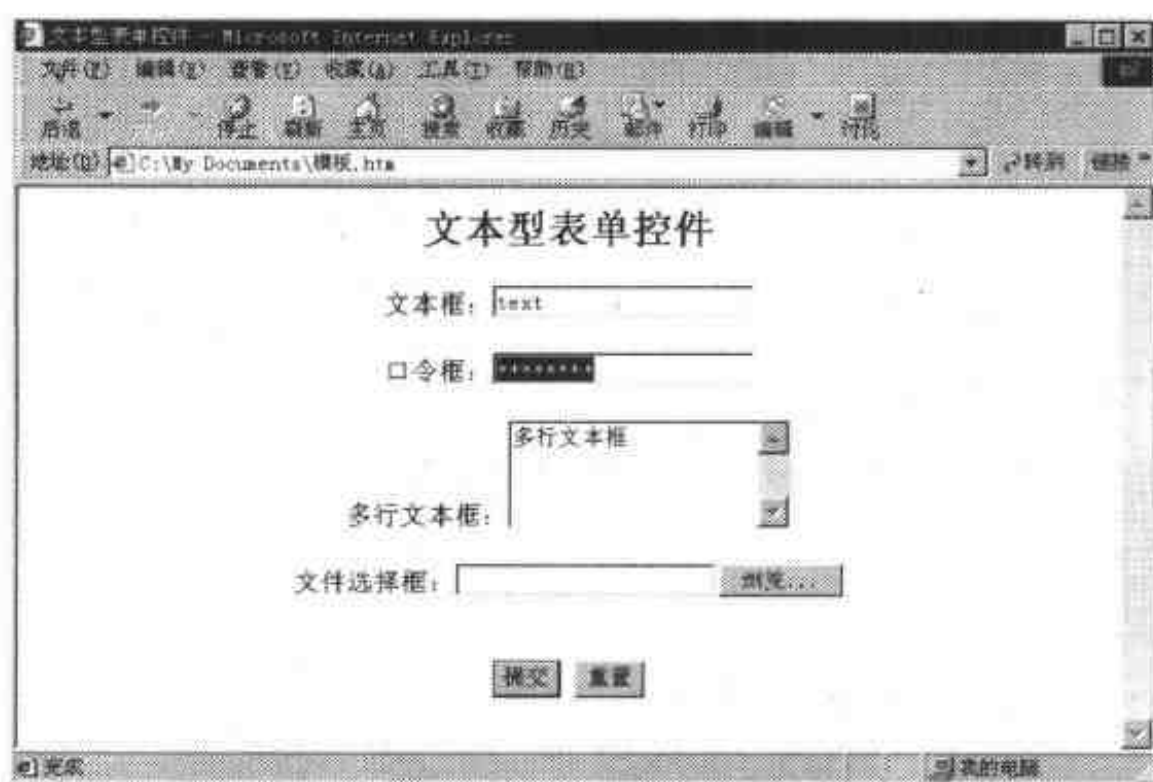 文本型表单控件 - Microsoft Internet Explorer
文件(F) 编辑(E) 查看(V) 收藏(A) 工具(T) 帮助(H)
后退 停止 刷新 主页 搜索 收藏 历史 邮件 打印 编辑 讨论
地址(D) C:\My Documents\模板.htm 转到 链接 »
文本型表单控件
文本框: text
口令框: ********
多行文本框
多行文本框:
文件选择框: 浏览...
提交 重置
完成 我的电脑